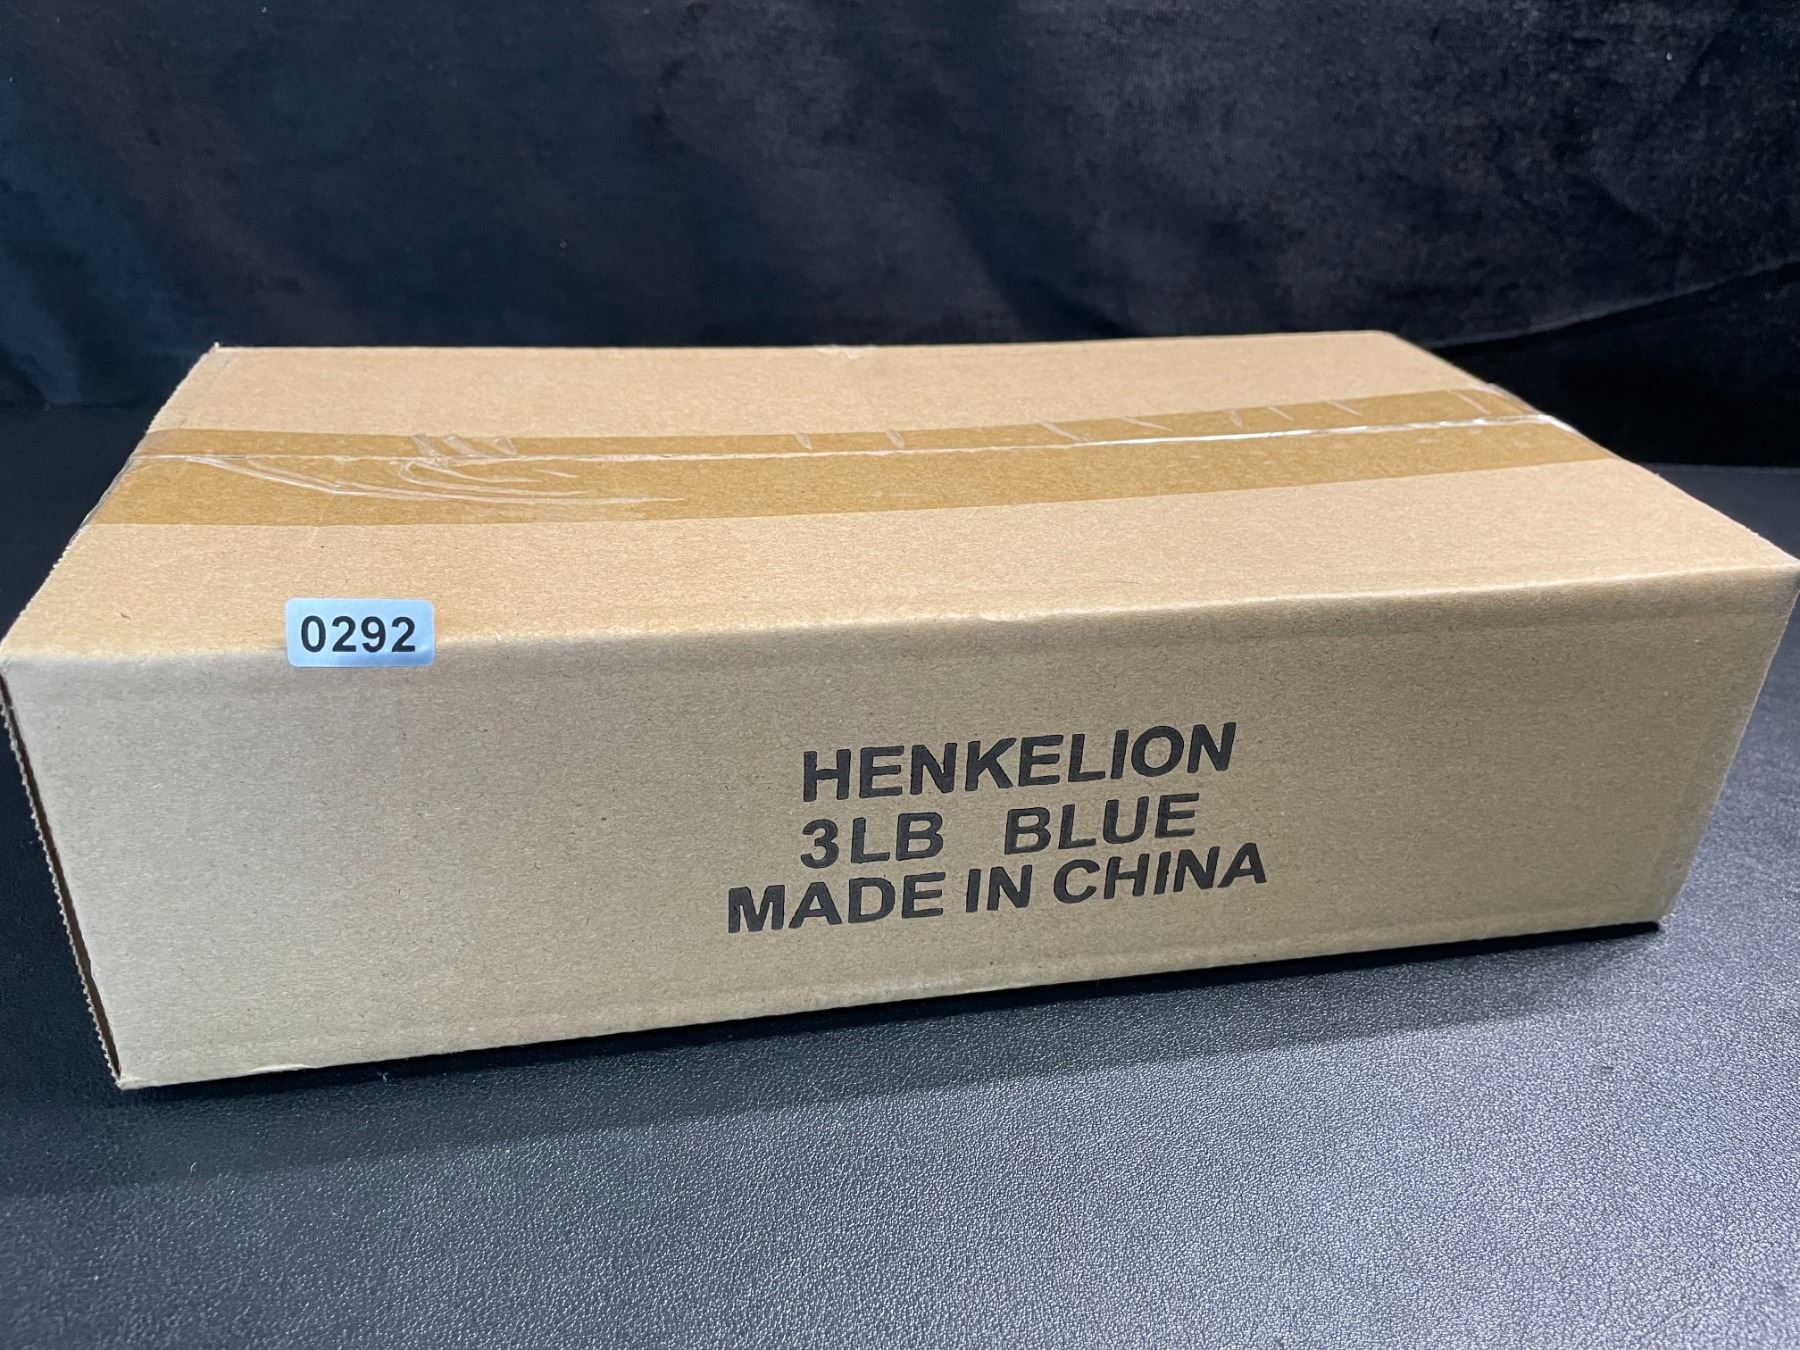 0292
HENKELION
3LB BLUE
MADE IN CHINA